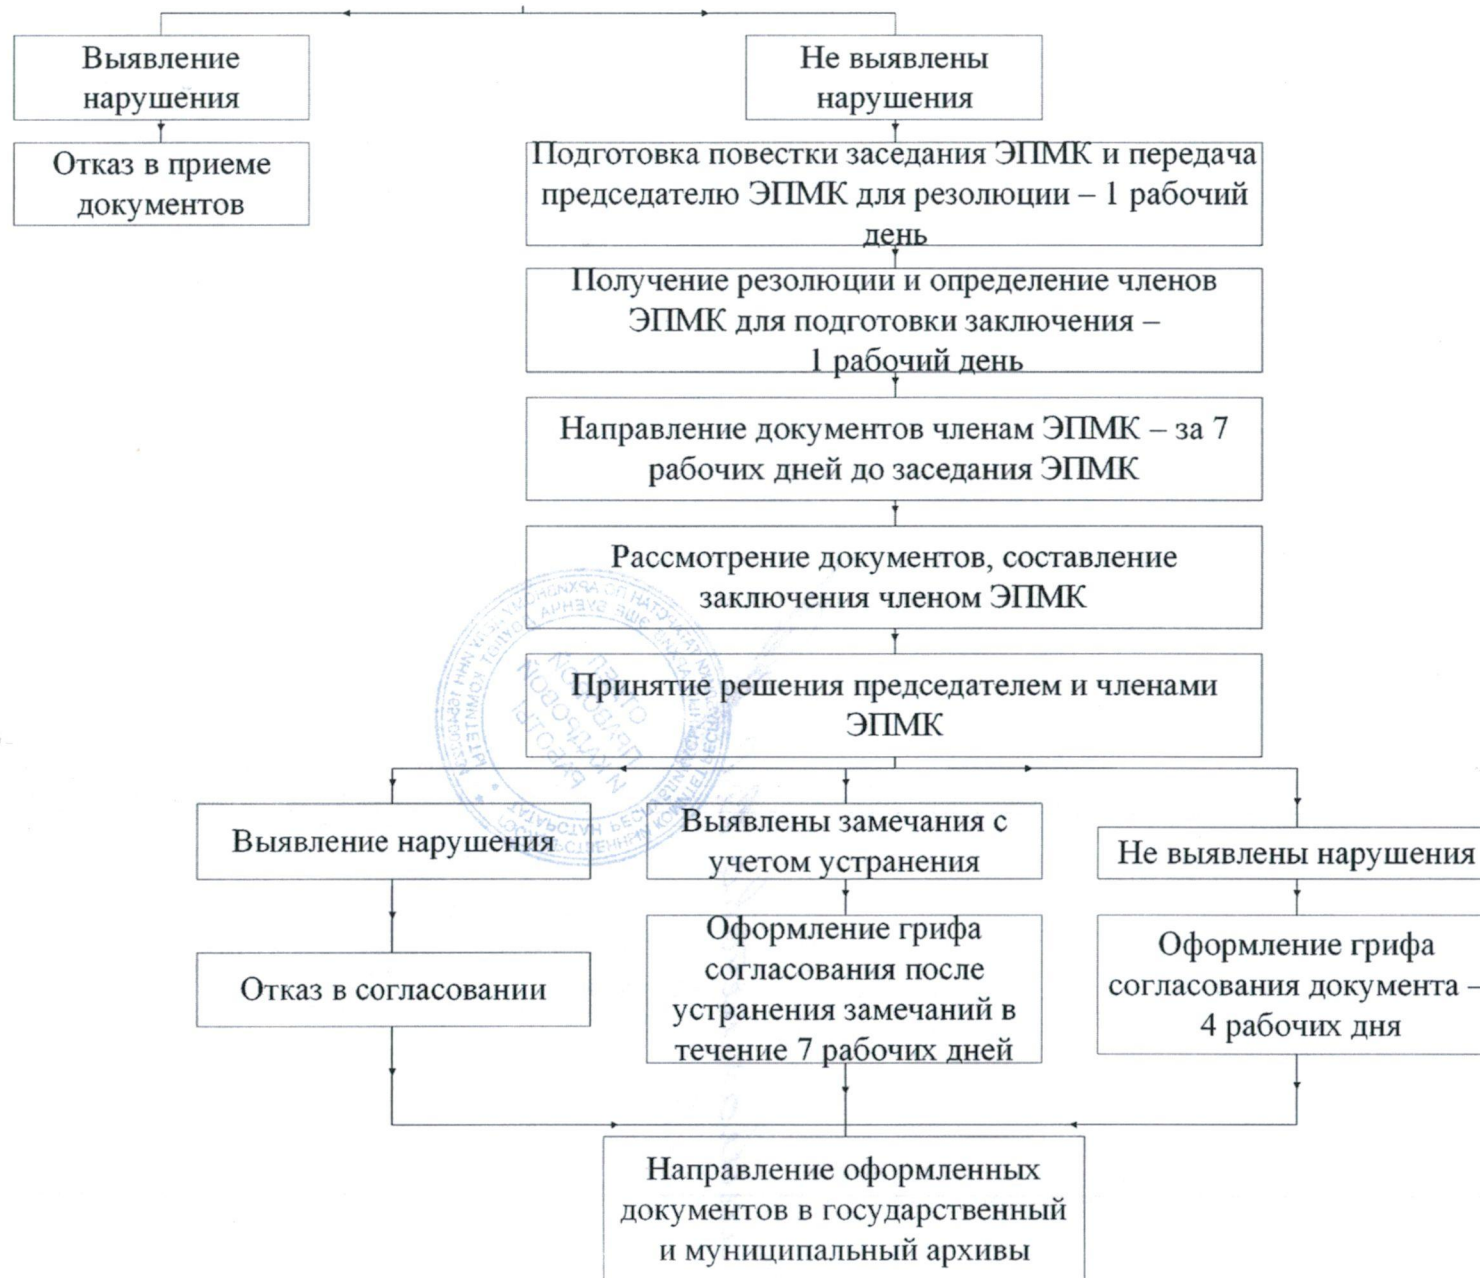 Выявление
нарушения
Не выявлены
нарушения
Отказ в приеме
документов
Подготовка повестки заседания ЭПМК и передача
председателю ЭПМК для резолюции – 1 рабочий
день
Получение резолюции и определение членов
ЭПМК для подготовки заключения –
1 рабочий день
Направление документов членам ЭПМК – за 7
рабочих дней до заседания ЭПМК
Рассмотрение документов, составление
заключения членом ЭПМК
Принятие решения председателем и членами
ЭПМК
Выявление нарушения
Выявлены замечания с
учетом устранения
Не выявлены нарушения
Отказ в согласовании
Оформление грифа
согласования после
устранения замечаний в
течение 7 рабочих дней
Оформление грифа
согласования документа –
4 рабочих дня
Направление оформленных
документов в государственный
и муниципальный архивы